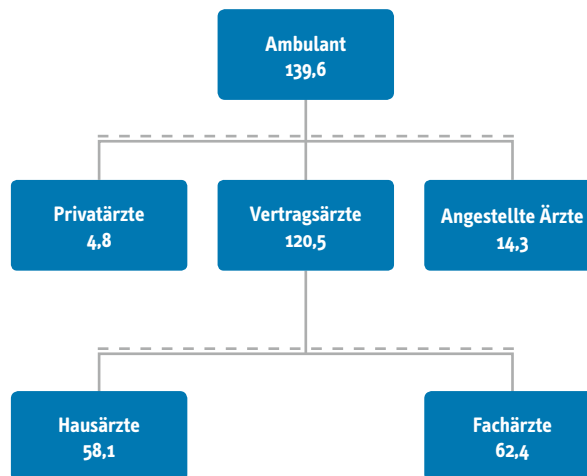 Ambulant
139,6
Privatärzte
4,8
Vertragsärzte
120,5
Angestellte Ärzte
14,3
Hausärzte
58,1
Fachärzte
62,4